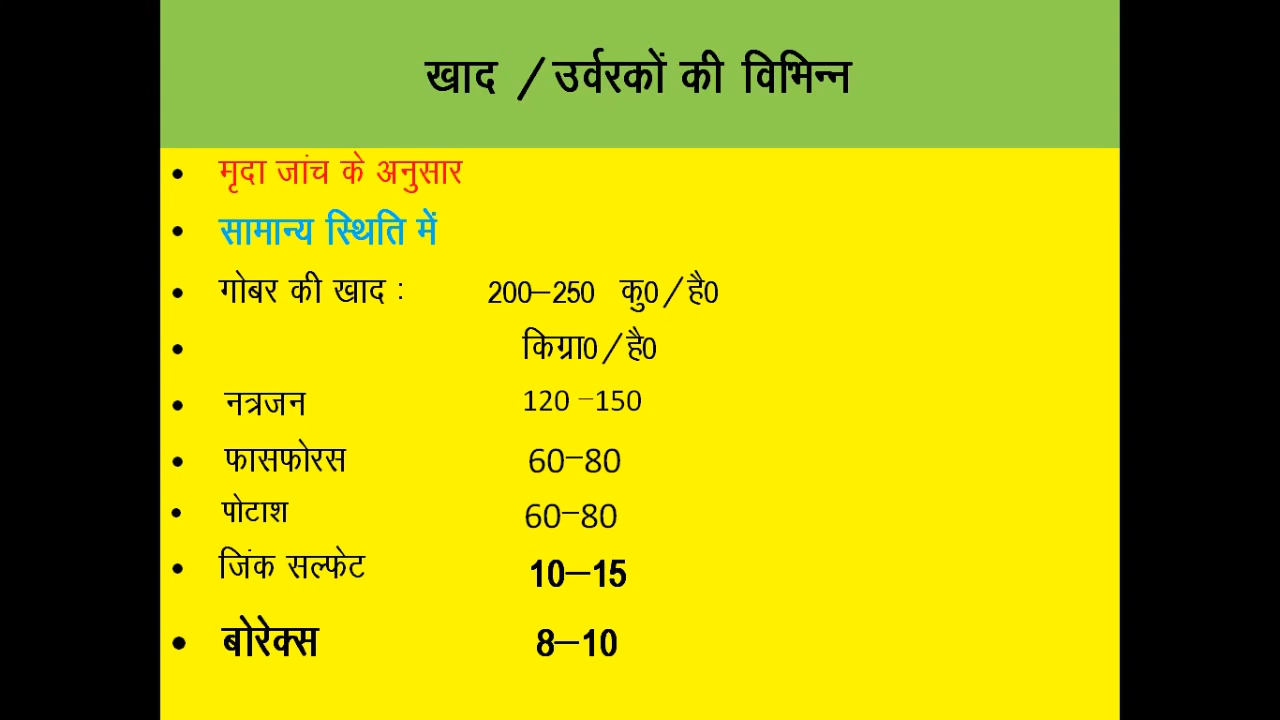 खाद /उर्वरकों की विभिन्न
• मृदा जांच के अनुसार
• सामान्य स्थिति में
• गोबर की खाद : 200–250 कु0/है0
• किग्रा0/है0
• नत्रजन 120 –150
• फासफोरस 60–80
• पोटाश 60–80
• जिंक सल्फेट 10–15
• बोरेक्स 8–10